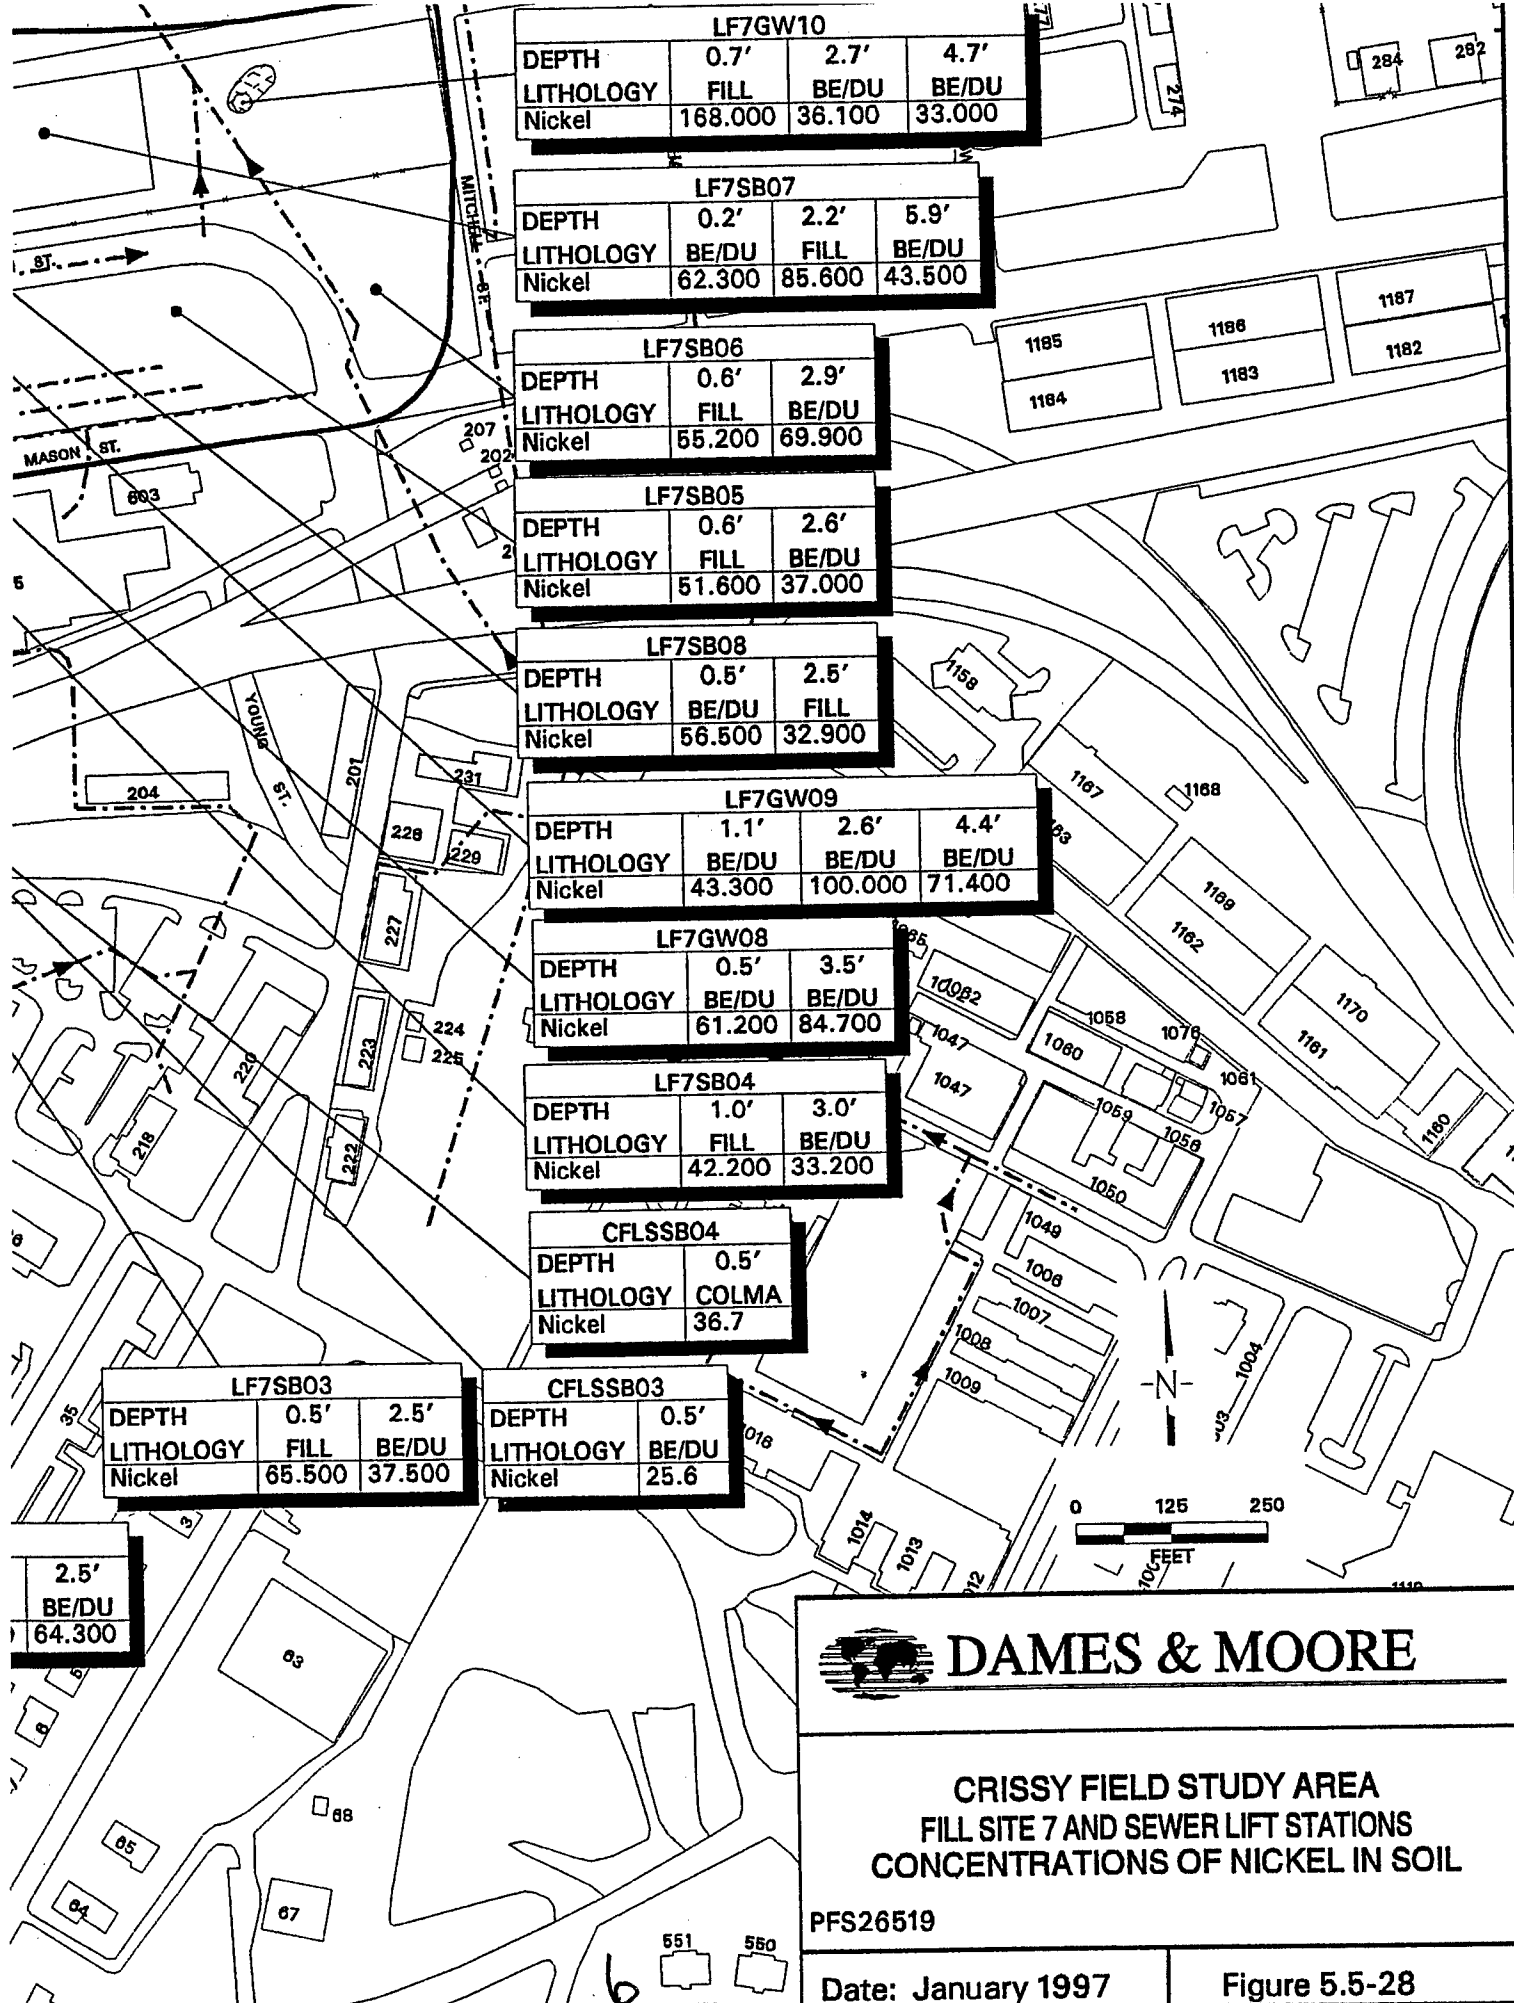 LF7GW10
DEPTH 0.7′ 2.7′ 4.7′
LITHOLOGY FILL BE/DU BE/DU
Nickel 168.000 36.100 33.000
284 282
274
LF7SB07
DEPTH 0.2′ 2.2′ 5.9′
LITHOLOGY BE/DU FILL BE/DU
Nickel 62.300 85.600 43.500
MITCHELL ST.
ST.
1187
1186
1185
1182
1183
1184
LF7SB06
DEPTH 0.6′ 2.9′
LITHOLOGY FILL BE/DU
Nickel 55.200 69.900
207
202
MASON ST.
603
LF7SB05
DEPTH 0.6′ 2.6′
LITHOLOGY FILL BE/DU
Nickel 51.600 37.000
5
LF7SB08
DEPTH 0.5′ 2.5′
LITHOLOGY BE/DU FILL
Nickel 56.500 32.900
1158
YOUNG ST.
201
231
204
1167
1168
LF7GW09
DEPTH 1.1′ 2.6′ 4.4′
LITHOLOGY BE/DU BE/DU BE/DU
Nickel 43.300 100.000 71.400
228
229
227
1169
1162
LF7GW08
DEPTH 0.5′ 3.5′
LITHOLOGY BE/DU BE/DU
Nickel 61.200 84.700
1170
1161
1058
1076
1060
1047
1047
1061
224
225
223
220
1059
1057
1056
1160
1050
LF7SB04
DEPTH 1.0′ 3.0′
LITHOLOGY FILL BE/DU
Nickel 42.200 33.200
218
222
1049
1006
1007
1008
1009
1004
CFLSSB04
DEPTH 0.5′
LITHOLOGY COLMA
Nickel 36.7
-N-
LF7SB03
DEPTH 0.5′ 2.5′
LITHOLOGY FILL BE/DU
Nickel 65.500 37.500
CFLSSB03
DEPTH 0.5′
LITHOLOGY BE/DU
Nickel 25.6
35
1016
1014
1013
0 125 250
FEET
3
2.5′
BE/DU
64.300
63
68
65
64
67
551 550
6
DAMES & MOORE
CRISSY FIELD STUDY AREA
FILL SITE 7 AND SEWER LIFT STATIONS
CONCENTRATIONS OF NICKEL IN SOIL
PFS26519
Date: January 1997 Figure 5.5-28